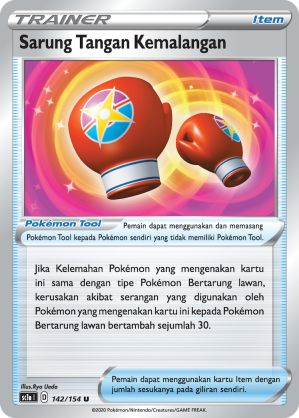 TRAINER Item
Sarung Tangan Kemalangan
Pokémon Tool Pemain dapat menggunakan dan memasang
Pokémon Tool kepada Pokémon sendiri yang tidak memiliki Pokémon Tool.
Jika Kelemahan Pokémon yang mengenakan kartu
ini sama dengan tipe Pokémon Bertarung lawan,
kerusakan akibat serangan yang digunakan oleh
Pokémon yang mengenakan kartu ini kepada Pokémon
Bertarung lawan bertambah sejumlah 30.
Illus.Ryo Ueda
Pemain dapat menggunakan kartu Item dengan
jumlah sesukanya pada giliran sendiri.
sc1a I D 142/154 U
©2020 Pokémon/Nintendo/Creatures/GAME FREAK.